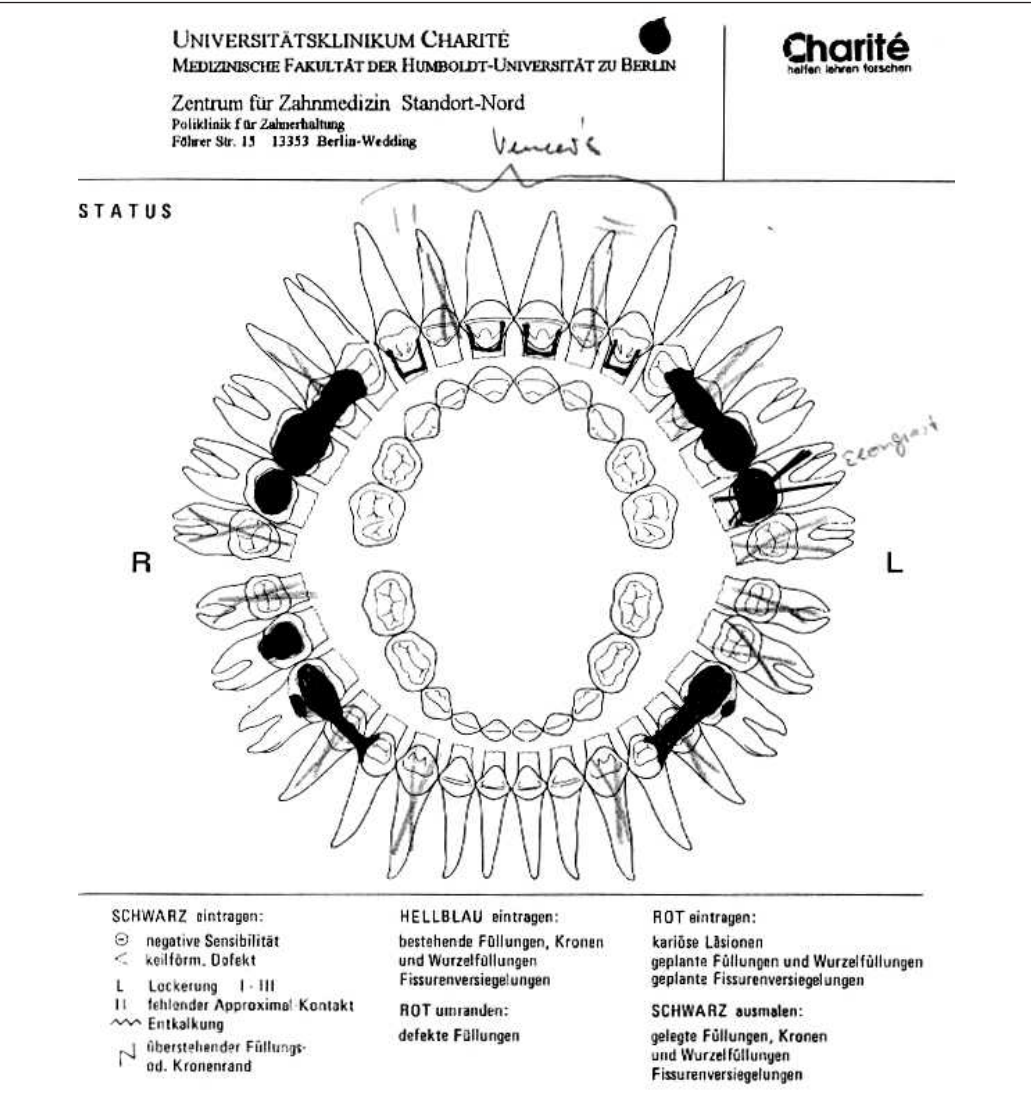 UNIVERSITÄTSKLINIKUM CHARITÉ
MEDIZINISCHE FAKULTÄT DER HUMBOLDT-UNIVERSITÄT ZU BERLIN
Zentrum für Zahnmedizin Standort-Nord
Poliklinik für Zahnerhaltung
Föhrer Str. 15 13353 Berlin-Wedding
Charité
helfen lehren forschen
Veneer's
STATUS
R
L
SCHWARZ eintragen:
negative Sensibilität
keilförm. Defekt
L Lockerung I - III
II fehlender Approximal-Kontakt
Entkalkung
überstehender Füllungs-
od. Kronenrand
HELLBLAU eintragen:
bestehende Füllungen, Kronen
und Wurzelfüllungen
Fissurenversiegelungen
ROT umranden:
defekte Füllungen
ROT eintragen:
kariöse Läsionen
geplante Füllungen und Wurzelfüllungen
geplante Fissurenversiegelungen
SCHWARZ ausmalen:
gelegte Füllungen, Kronen
und Wurzelfüllungen
Fissurenversiegelungen